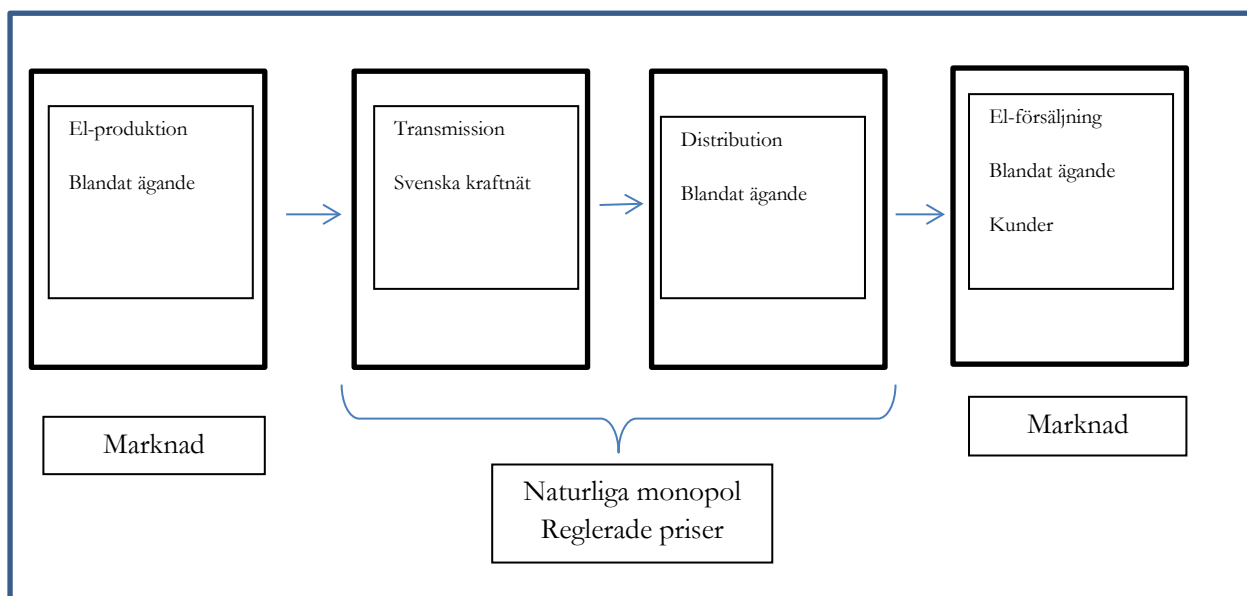 El-produktion
Blandat ägande
Transmission
Svenska kraftnät
Distribution
Blandat ägande
El-försäljning
Blandat ägande
Kunder
Marknad
Naturliga monopol
Reglerade priser
Marknad